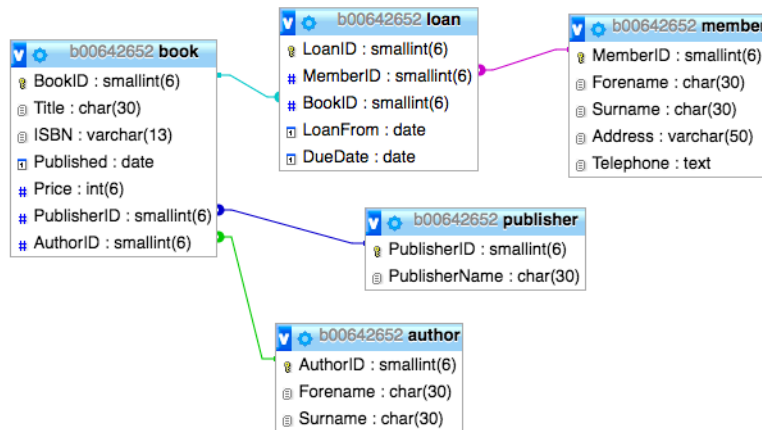 b00642652 book
BookID : smallint(6)
Title : char(30)
ISBN : varchar(13)
Published : date
Price : int(6)
PublisherID : smallint(6)
AuthorID : smallint(6)
b00642652 loan
LoanID : smallint(6)
MemberID : smallint(6)
BookID : smallint(6)
LoanFrom : date
DueDate : date
b00642652 member
MemberID : smallint(6)
Forename : char(30)
Surname : char(30)
Address : varchar(50)
Telephone : text
b00642652 publisher
PublisherID : smallint(6)
PublisherName : char(30)
b00642652 author
AuthorID : smallint(6)
Forename : char(30)
Surname : char(30)